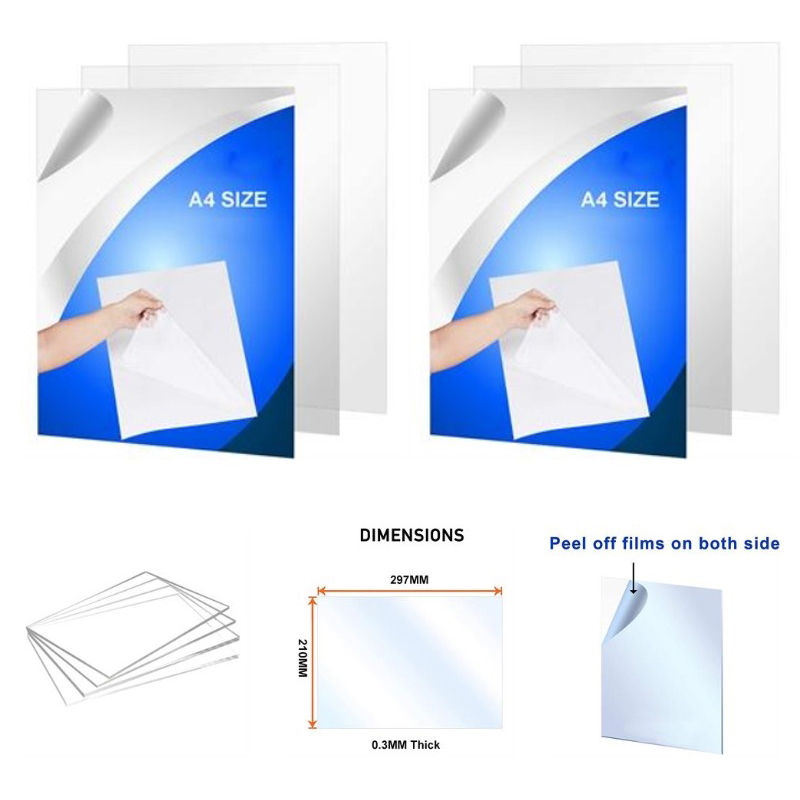 A4 SIZE
A4 SIZE
DIMENSIONS
297MM
210MM
0.3MM Thick
Peel off films on both side